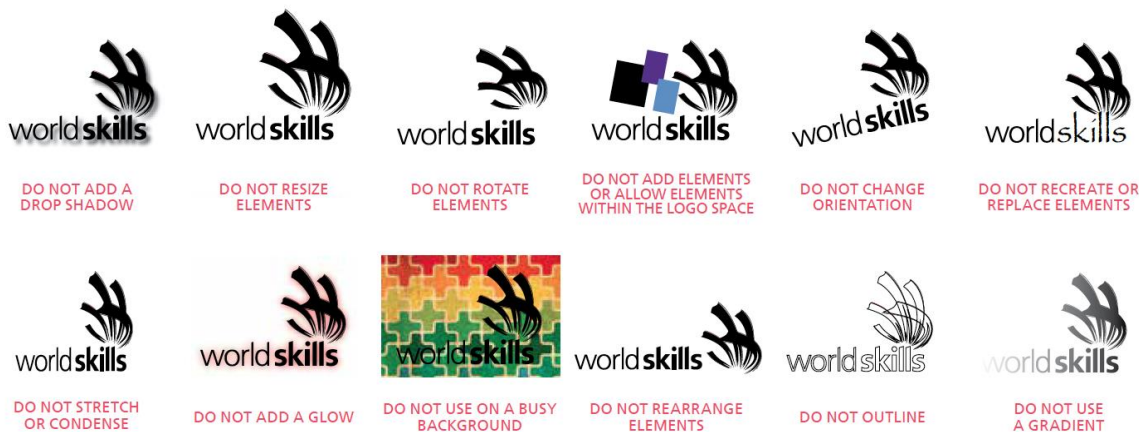 worldskills
DO NOT ADD A
DROP SHADOW
worldskills
DO NOT RESIZE
ELEMENTS
worldskills
DO NOT ROTATE
ELEMENTS
worldskills
DO NOT ADD ELEMENTS
OR ALLOW ELEMENTS
WITHIN THE LOGO SPACE
worldskills
DO NOT CHANGE
ORIENTATION
worldskills
DO NOT RECREATE OR
REPLACE ELEMENTS
worldskills
DO NOT STRETCH
OR CONDENSE
worldskills
DO NOT ADD A GLOW
worldskills
DO NOT USE ON A BUSY
BACKGROUND
worldskills
DO NOT REARRANGE
ELEMENTS
worldskills
DO NOT OUTLINE
worldskills
DO NOT USE
A GRADIENT